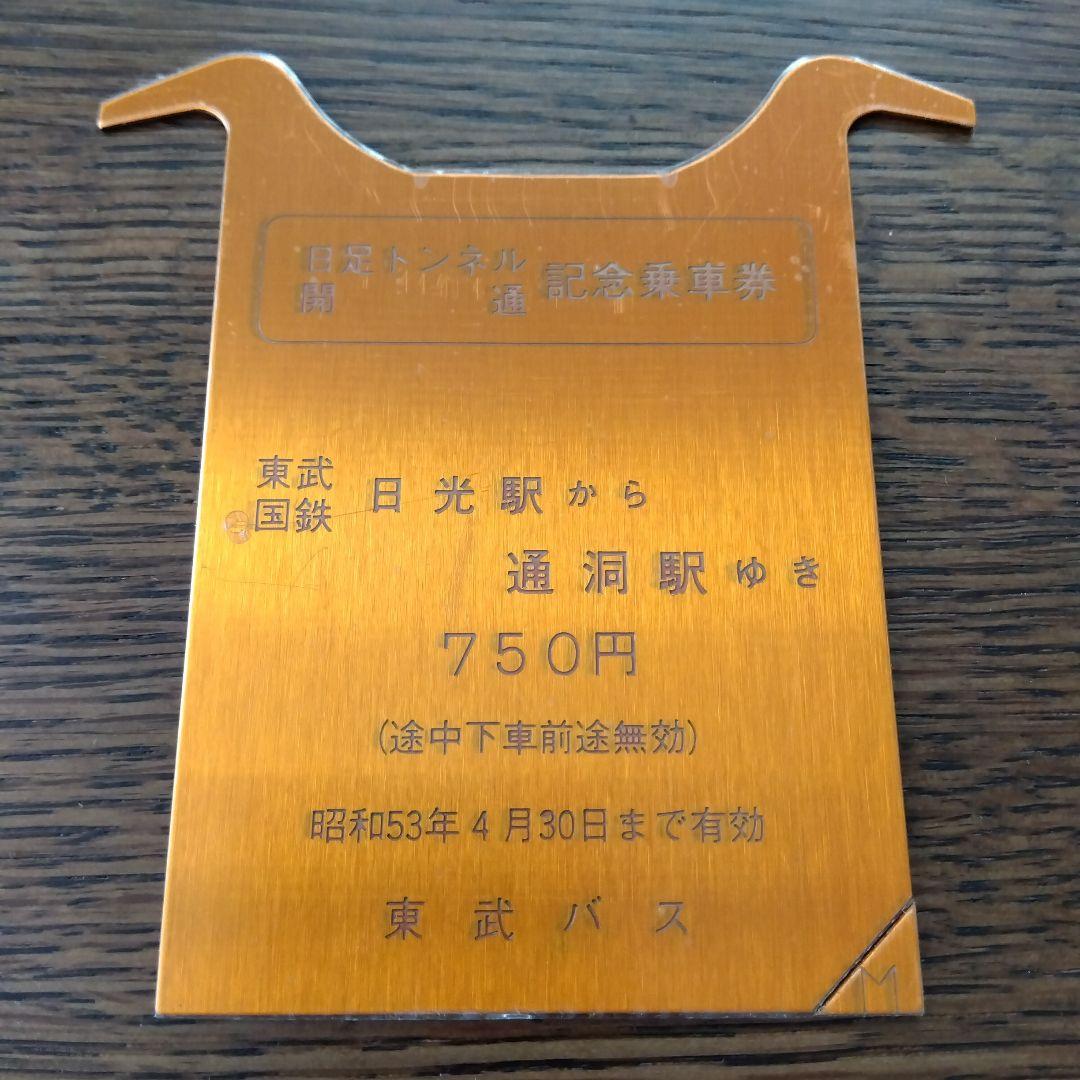 日足トンネル
開通
記念乗車券
東武
国鉄
日光駅から
通洞駅ゆき
750円
(途中下車前途無効)
昭和53年4月30日まで有効
東武バス
M